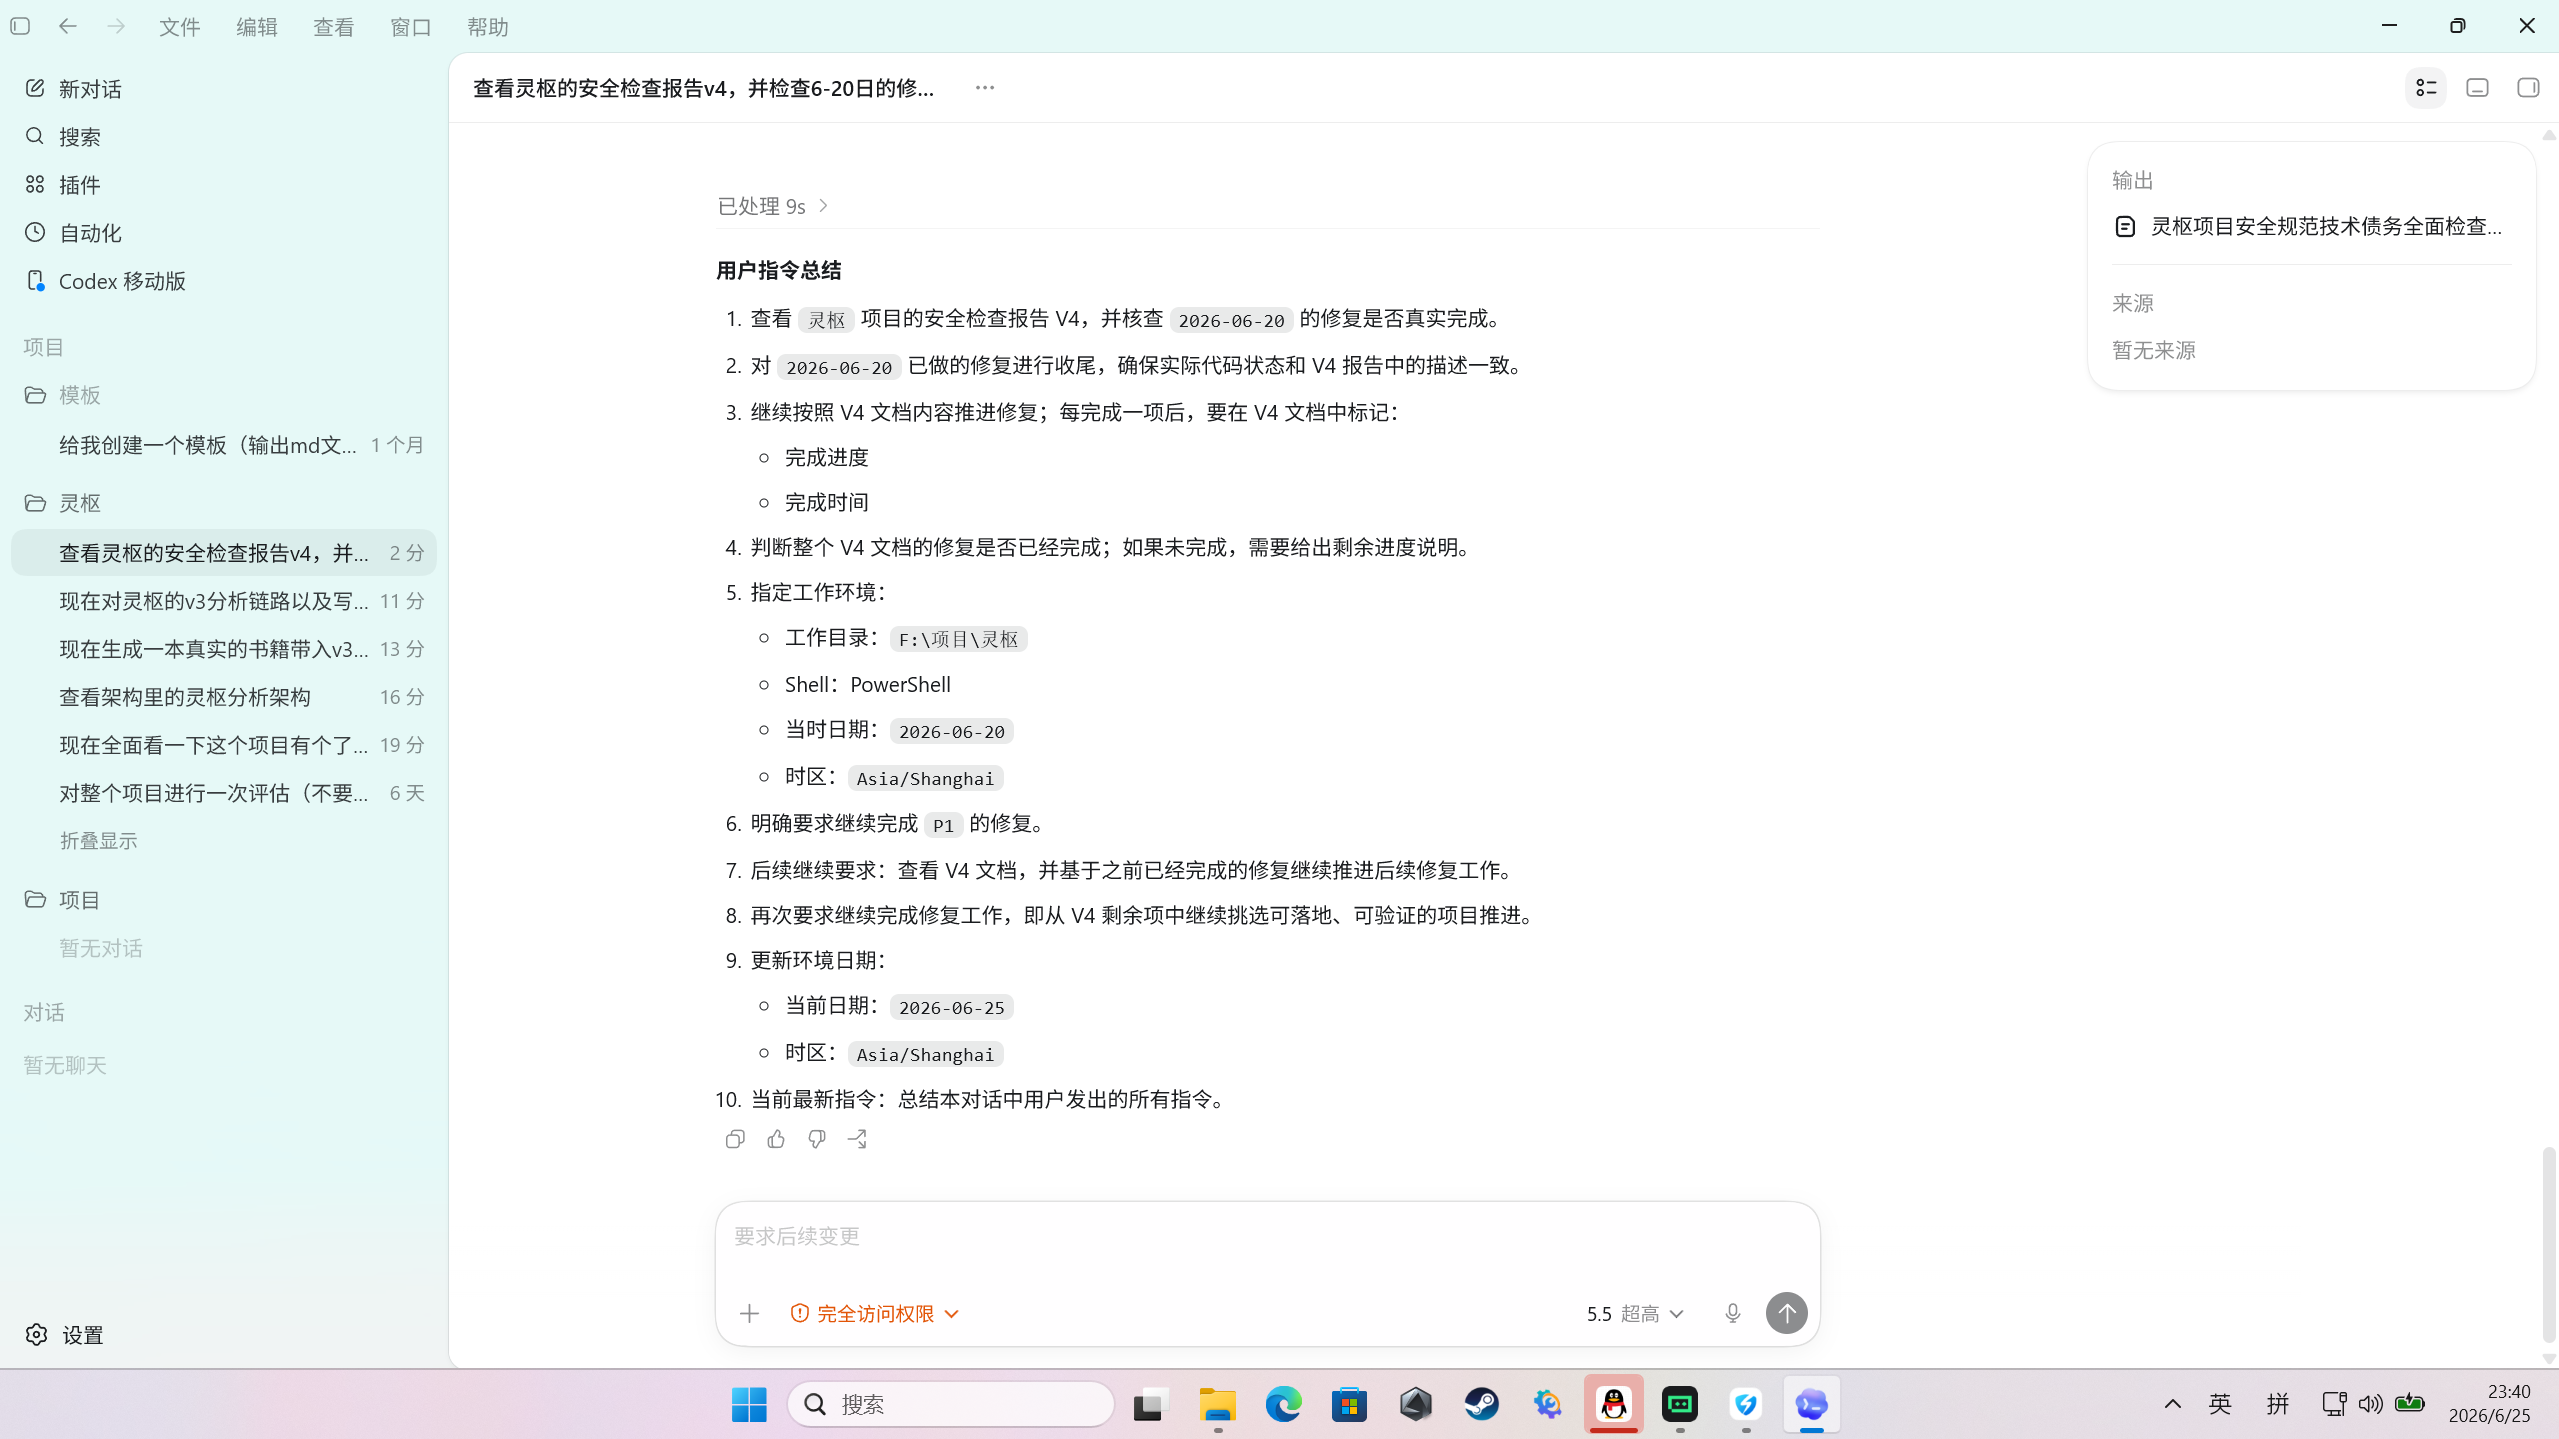 文件 编辑 查看 窗口 帮助
新对话
搜索
插件
自动化
Codex 移动版
项目
模板
给我创建一个模板（输出md文... 1 个月
灵枢
查看灵枢的安全检查报告v4，并... 2 分
现在对灵枢的v3分析链路以及写... 11 分
现在生成一本真实的书籍带入v3... 13 分
查看架构里的灵枢分析架构 16 分
现在全面看一下这个项目有个了... 19 分
对整个项目进行一次评估（不要... 6 天
折叠显示
项目
暂无对话
对话
暂无聊天
设置
查看灵枢的安全检查报告v4，并检查6-20日的修... ···
已处理 9s
用户指令总结
1. 查看 灵枢 项目的安全检查报告 V4，并核查 2026-06-20 的修复是否真实完成。
2. 对 2026-06-20 已做的修复进行收尾，确保实际代码状态和 V4 报告中的描述一致。
3. 继续按照 V4 文档内容推进修复；每完成一项后，要在 V4 文档中标记：
完成进度
完成时间
4. 判断整个 V4 文档的修复是否已经完成；如果未完成，需要给出剩余进度说明。
5. 指定工作环境：
工作目录：F:\项目\灵枢
Shell：PowerShell
当时日期：2026-06-20
时区：Asia/Shanghai
6. 明确要求继续完成 P1 的修复。
7. 后续继续要求：查看 V4 文档，并基于之前已经完成的修复继续推进后续修复工作。
8. 再次要求继续完成修复工作，即从 V4 剩余项中继续挑选可落地、可验证的项目推进。
9. 更新环境日期：
当前日期：2026-06-25
时区：Asia/Shanghai
10. 当前最新指令：总结本对话中用户发出的所有指令。
要求后续变更
完全访问权限 5.5 超高
输出
灵枢项目安全规范技术债务全面检查...
来源
暂无来源
搜索
英 拼
23:40
2026/6/25